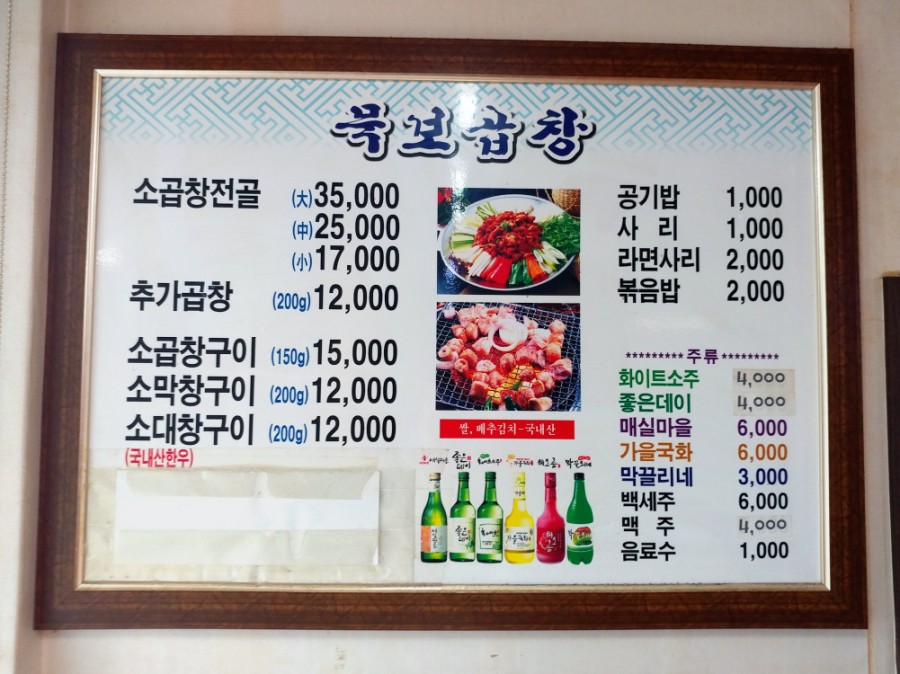 묵보곱창
소곱창전골 (大) 35,000
(中) 25,000
(小) 17,000
추가곱창 (200g) 12,000
소곱창구이 (150g) 15,000
소막창구이 (200g) 12,000
소대창구이 (200g) 12,000
(국내산한우)
쌀, 배추김치-국내산
좋은데이
공기밥 1,000
사 리 1,000
라면사리 2,000
볶음밥 2,000
********* 주류 *********
화이트소주 4,000
좋은데이 4,000
매실마을 6,000
가을국화 6,000
막끌리네 3,000
백세주 6,000
맥 주 4,000
음료수 1,000